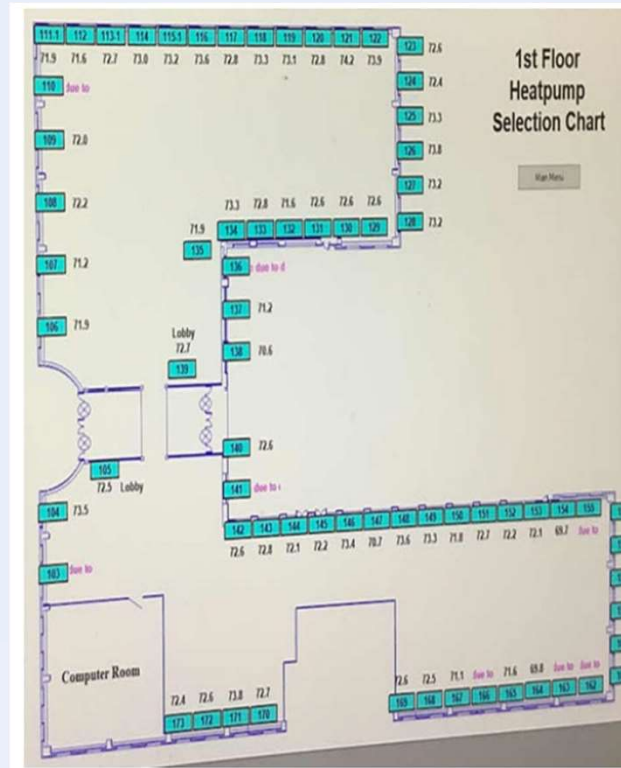 111-1 112 113-1 114 115-1 116 117 118 119 120 121 122
71.9 71.6 72.7 73.0 73.2 73.6 72.8 73.3 73.1 72.8 74.2 73.9
123 72.6
1st Floor
Heatpump
Selection Chart
110 due to
124 72.4
125 73.3
109 72.0
126 73.8
Main Menu
127 73.2
108 72.2
73.3 72.8 71.6 72.6 72.6 72.6
128 73.2
71.9
134 133 132 131 130 129
135
107 71.2
136 due to d
137 71.2
106 71.9
Lobby
72.7
138 70.6
139
140 72.6
105
72.5 Lobby
141 due to
104 73.5
142 143 144 145 146 147 148 149 150 151 152 153 154 155
72.6 72.8 72.1 72.2 73.4 70.7 73.6 73.3 71.8 72.7 72.2 72.1 69.7 due to
103 due to
Computer Room
72.4 72.6 73.8 72.7
173 172 171 170
72.6 72.5 71.1 due to 71.6 69.8 due to due to
169 168 167 166 165 164 163 162